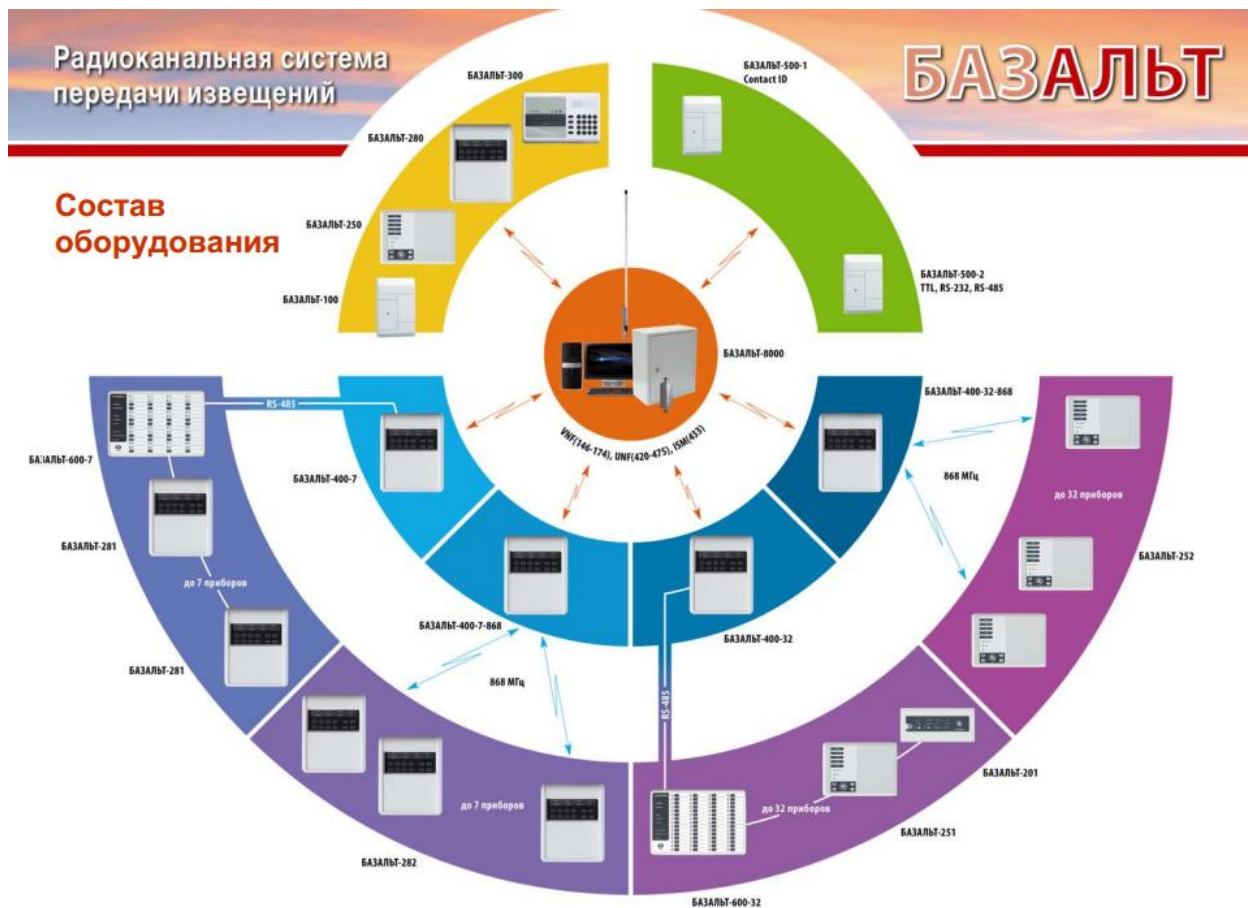 Радиоканальная система
передачи извещений
БАЗАЛЬТ
Состав
оборудования
БАЗАЛЬТ-300
БАЗАЛЬТ-280
БАЗАЛЬТ-250
БАЗАЛЬТ-100
БАЗАЛЬТ-500-1
Contact ID
БАЗАЛЬТ-500-2
TTL, RS-232, RS-485
БАЗАЛЬТ-8000
VNF(146-174), UNF(420-475), ISM(433)
RS-485
БАЗАЛЬТ-600-7
БАЗАЛЬТ-400-7
БАЗАЛЬТ-400-32-868
868 МГц
до 32 приборов
БАЗАЛЬТ-281
до 7 приборов
БАЗАЛЬТ-252
БАЗАЛЬТ-281
БАЗАЛЬТ-400-7-868
БАЗАЛЬТ-400-32
868 МГц
RS-485
до 7 приборов
БАЗАЛЬТ-282
до 32 приборов
БАЗАЛЬТ-201
БАЗАЛЬТ-251
БАЗАЛЬТ-600-32